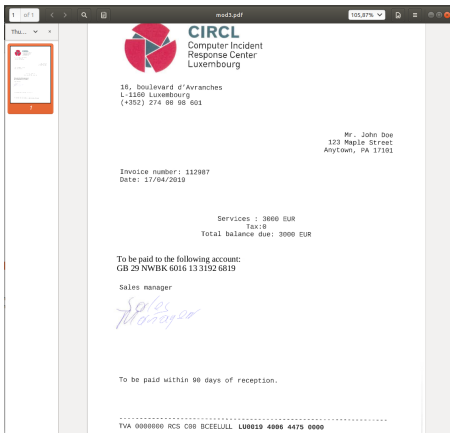 1 of 1
mod3.pdf
105,87%
Thu...
1
CIRCL
Computer Incident
Response Center
Luxembourg
16, boulevard d'Avranches
L-1160 Luxembourg
(+352) 274 00 98 601
Mr. John Doe
123 Maple Street
Anytown, PA 17101
Invoice number: 112987
Date: 17/04/2019
Services : 3000 EUR
Tax:0
Total balance due: 3000 EUR
To be paid to the following account:
GB 29 NWBK 6016 13 3192 6819
Sales manager
Sales
Manager
To be paid within 90 days of reception.
TVA 0000000 RCS C00 BCEELULL LU0019 4006 4475 0000